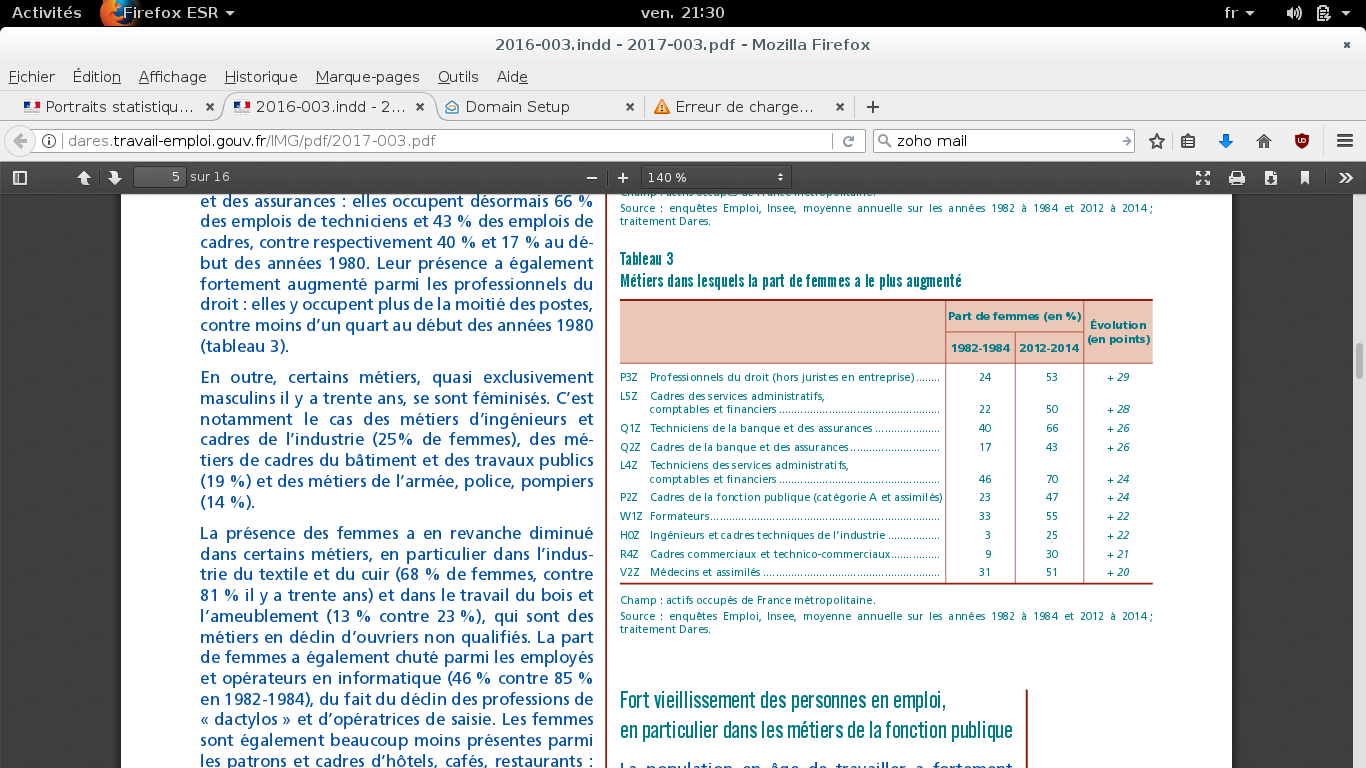 Activités Firefox ESR ven. 21:30 fr
2016-003.indd - 2017-003.pdf - Mozilla Firefox
Fichier Édition Affichage Historique Marque-pages Outils Aide
Portraits statistiqu... 2016-003.indd - 2... Domain Setup Erreur de charge...
dares.travail-emploi.gouv.fr/IMG/pdf/2017-003.pdf zoho mail
5 sur 16 140 %
et des assurances : elles occupent désormais 66 %
des emplois de techniciens et 43 % des emplois de
cadres, contre respectivement 40 % et 17 % au dé-
but des années 1980. Leur présence a également
fortement augmenté parmi les professionnels du
droit : elles y occupent plus de la moitié des postes,
contre moins d'un quart au début des années 1980
(tableau 3).
En outre, certains métiers, quasi exclusivement
masculins il y a trente ans, se sont féminisés. C'est
notamment le cas des métiers d'ingénieurs et
cadres de l'industrie (25% de femmes), des mé-
tiers de cadres du bâtiment et des travaux publics
(19 %) et des métiers de l'armée, police, pompiers
(14 %).
La présence des femmes a en revanche diminué
dans certains métiers, en particulier dans l'indus-
trie du textile et du cuir (68 % de femmes, contre
81 % il y a trente ans) et dans le travail du bois et
l'ameublement (13 % contre 23 %), qui sont des
métiers en déclin d'ouvriers non qualifiés. La part
de femmes a également chuté parmi les employés
et opérateurs en informatique (46 % contre 85 %
en 1982-1984), du fait du déclin des professions de
« dactylos » et d'opératrices de saisie. Les femmes
sont également beaucoup moins présentes parmi
les patrons et cadres d'hôtels, cafés, restaurants :
Champ : actifs occupés de France métropolitaine.
Source : enquêtes Emploi, Insee, moyenne annuelle sur les années 1982 à 1984 et 2012 à 2014 ;
traitement Dares.
Tableau 3
Métiers dans lesquels la part de femmes a le plus augmenté
Part de femmes (en %) Évolution
(en points)
1982-1984 2012-2014
P3Z Professionnels du droit (hors juristes en entreprise)........ 24 53 + 29
L5Z Cadres des services administratifs,
comptables et financiers .................................................... 22 50 + 28
Q1Z Techniciens de la banque et des assurances ..................... 40 66 + 26
Q2Z Cadres de la banque et des assurances............................. 17 43 + 26
L4Z Techniciens des services administratifs,
comptables et financiers .................................................... 46 70 + 24
P2Z Cadres de la fonction publique (catégorie A et assimilés) 23 47 + 24
W1Z Formateurs.......................................................................... 33 55 + 22
H0Z Ingénieurs et cadres techniques de l'industrie ................. 3 25 + 22
R4Z Cadres commerciaux et technico-commerciaux................ 9 30 + 21
V2Z Médecins et assimilés ......................................................... 31 51 + 20
Champ : actifs occupés de France métropolitaine.
Source : enquêtes Emploi, Insee, moyenne annuelle sur les années 1982 à 1984 et 2012 à 2014 ;
traitement Dares.
Fort vieillissement des personnes en emploi,
en particulier dans les métiers de la fonction publique
La population en âge de travailler a fortement